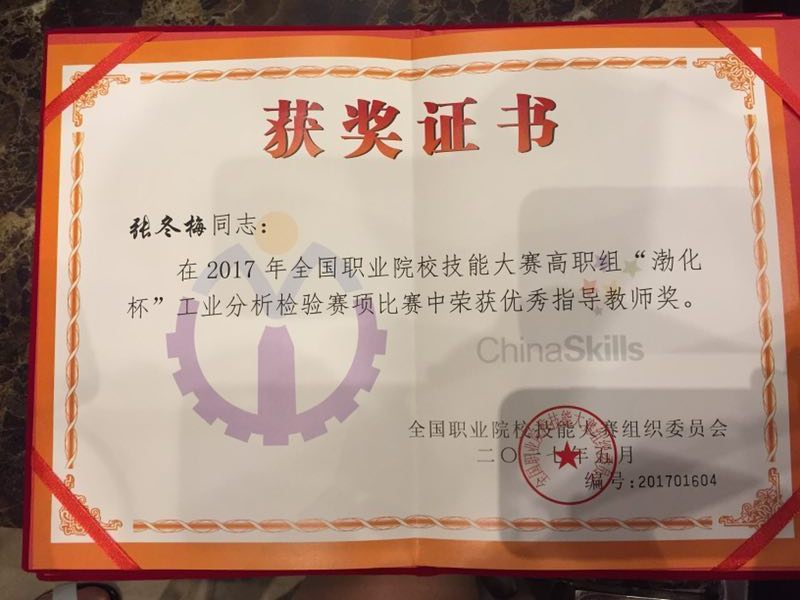 获奖证书
张冬梅同志：
在2017年全国职业院校技能大赛高职组“渤化
杯”工业分析检验赛项比赛中荣获优秀指导教师奖。
ChinaSkills
全国职业院校技能大赛组织委员会
二〇一七年五月
编号:201701604